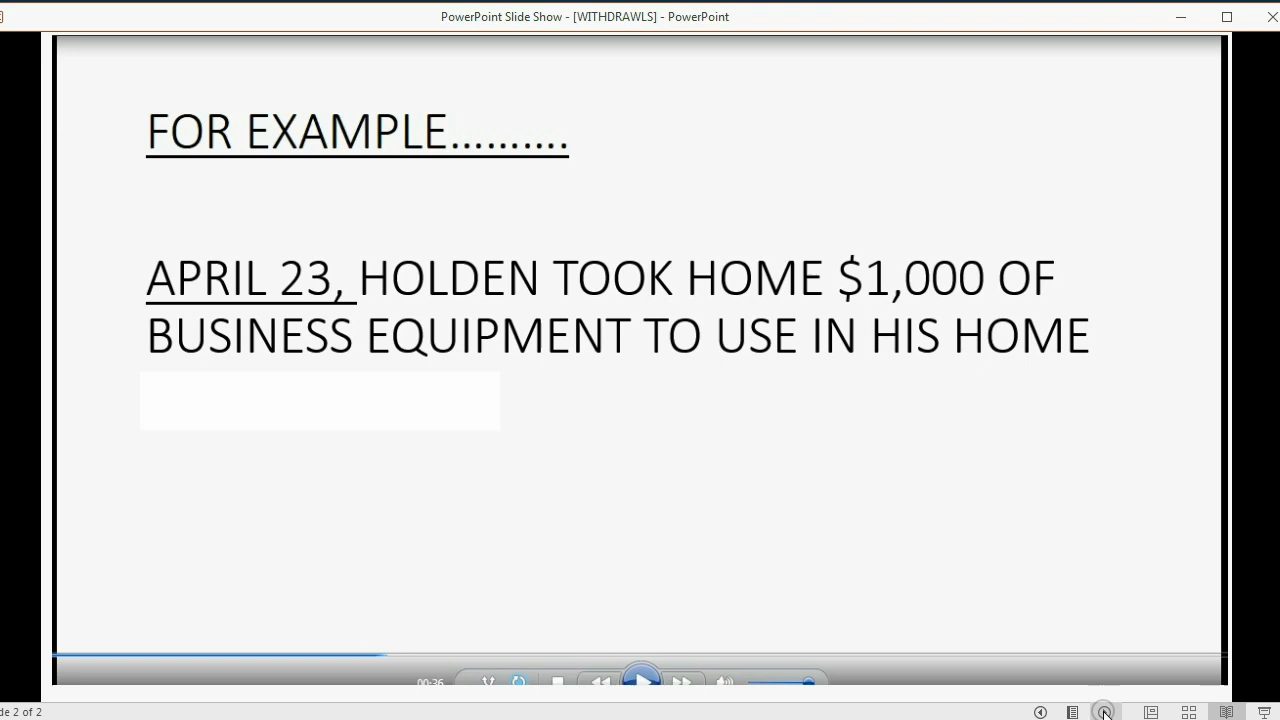 PowerPoint Slide Show - [WITHDRAWLS] - PowerPoint
FOR EXAMPLE……….
APRIL 23, HOLDEN TOOK HOME $1,000 OF
BUSINESS EQUIPMENT TO USE IN HIS HOME
00:36
de 2 of 2